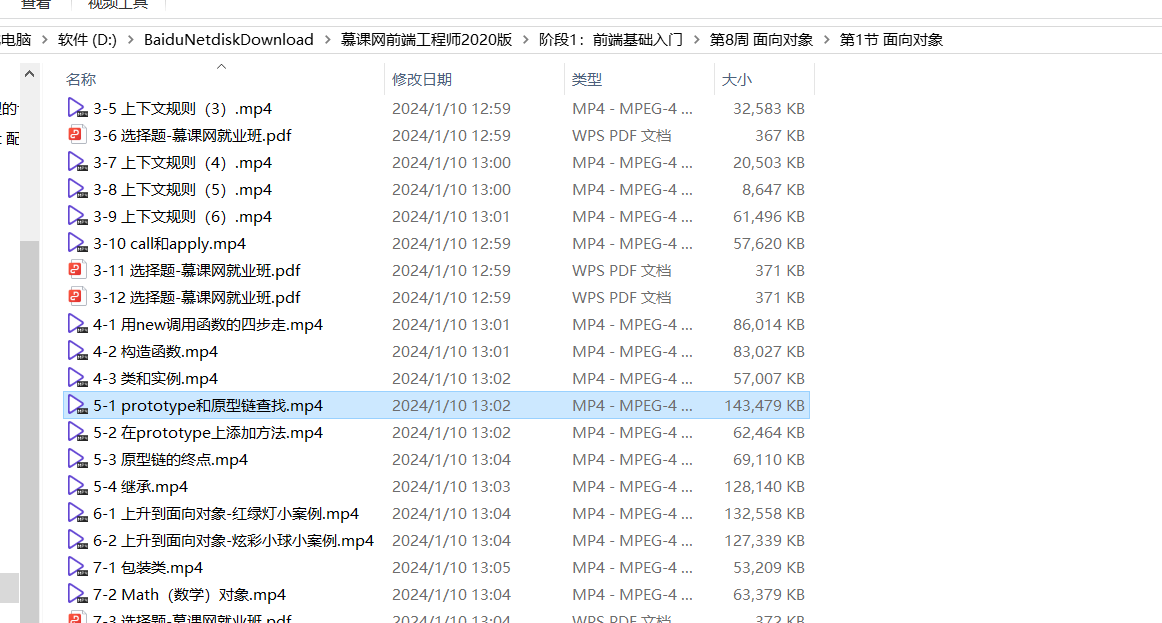 查看 视频工具
电脑 > 软件 (D:) > BaiduNetdiskDownload > 慕课网前端工程师2020版 > 阶段1：前端基础入门 > 第8周 面向对象 > 第1节 面向对象
名称 修改日期 类型 大小
3-5 上下文规则（3）.mp4 2024/1/10 12:59 MP4 - MPEG-4 ... 32,583 KB
3-6 选择题-慕课网就业班.pdf 2024/1/10 12:59 WPS PDF 文档 367 KB
3-7 上下文规则（4）.mp4 2024/1/10 13:00 MP4 - MPEG-4 ... 20,503 KB
3-8 上下文规则（5）.mp4 2024/1/10 13:00 MP4 - MPEG-4 ... 8,647 KB
3-9 上下文规则（6）.mp4 2024/1/10 13:01 MP4 - MPEG-4 ... 61,496 KB
3-10 call和apply.mp4 2024/1/10 12:59 MP4 - MPEG-4 ... 57,620 KB
3-11 选择题-慕课网就业班.pdf 2024/1/10 12:59 WPS PDF 文档 371 KB
3-12 选择题-慕课网就业班.pdf 2024/1/10 12:59 WPS PDF 文档 371 KB
4-1 用new调用函数的四步走.mp4 2024/1/10 13:01 MP4 - MPEG-4 ... 86,014 KB
4-2 构造函数.mp4 2024/1/10 13:01 MP4 - MPEG-4 ... 83,027 KB
4-3 类和实例.mp4 2024/1/10 13:02 MP4 - MPEG-4 ... 57,007 KB
5-1 prototype和原型链查找.mp4 2024/1/10 13:02 MP4 - MPEG-4 ... 143,479 KB
5-2 在prototype上添加方法.mp4 2024/1/10 13:02 MP4 - MPEG-4 ... 62,464 KB
5-3 原型链的终点.mp4 2024/1/10 13:04 MP4 - MPEG-4 ... 69,110 KB
5-4 继承.mp4 2024/1/10 13:03 MP4 - MPEG-4 ... 128,140 KB
6-1 上升到面向对象-红绿灯小案例.mp4 2024/1/10 13:04 MP4 - MPEG-4 ... 132,558 KB
6-2 上升到面向对象-炫彩小球小案例.mp4 2024/1/10 13:04 MP4 - MPEG-4 ... 127,339 KB
7-1 包装类.mp4 2024/1/10 13:05 MP4 - MPEG-4 ... 53,209 KB
7-2 Math（数学）对象.mp4 2024/1/10 13:04 MP4 - MPEG-4 ... 63,379 KB
7-3 选择题-慕课网就业班.pdf 2024/1/10 13:04 WPS PDF 文档 372 KB